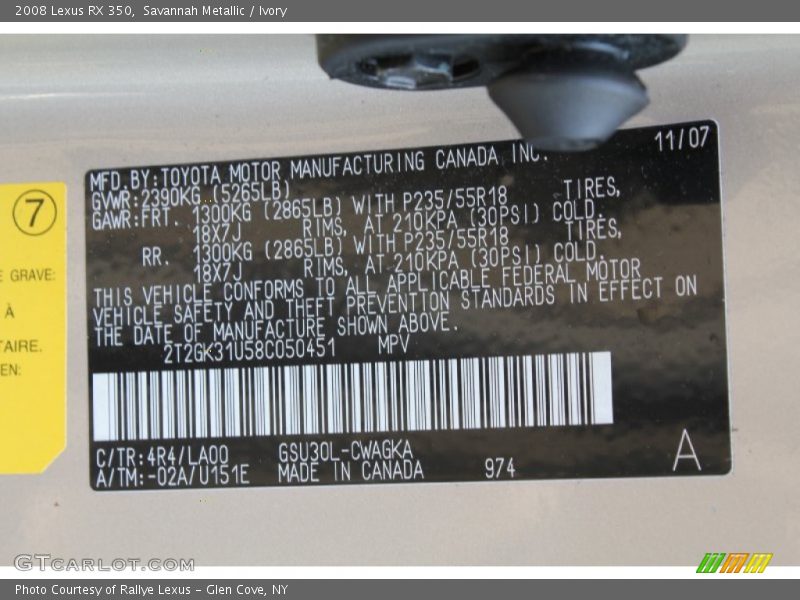 2008 Lexus RX 350, Savannah Metallic / Ivory
11/07
MFD.BY:TOYOTA MOTOR MANUFACTURING CANADA INC.
GVWR:2390KG (5265LB)
GAWR:FRT. 1300KG (2865LB) WITH P235/55R18 TIRES,
18X7J RIMS, AT 210KPA (30PSI) COLD.
RR. 1300KG (2865LB) WITH P235/55R18 TIRES,
18X7J RIMS, AT 210KPA (30PSI) COLD.
THIS VEHICLE CONFORMS TO ALL APPLICABLE FEDERAL MOTOR
VEHICLE SAFETY AND THEFT PREVENTION STANDARDS IN EFFECT ON
THE DATE OF MANUFACTURE SHOWN ABOVE.
2T2GK31U58C050451 MPV
C/TR:4R4/LA00 GSU30L-CWAGKA
A/TM:-02A/U151E MADE IN CANADA 974 A
7
E GRAVE:
À
TAIRE.
EN:
GTCARLOT.COM
Photo Courtesy of Rallye Lexus - Glen Cove, NY